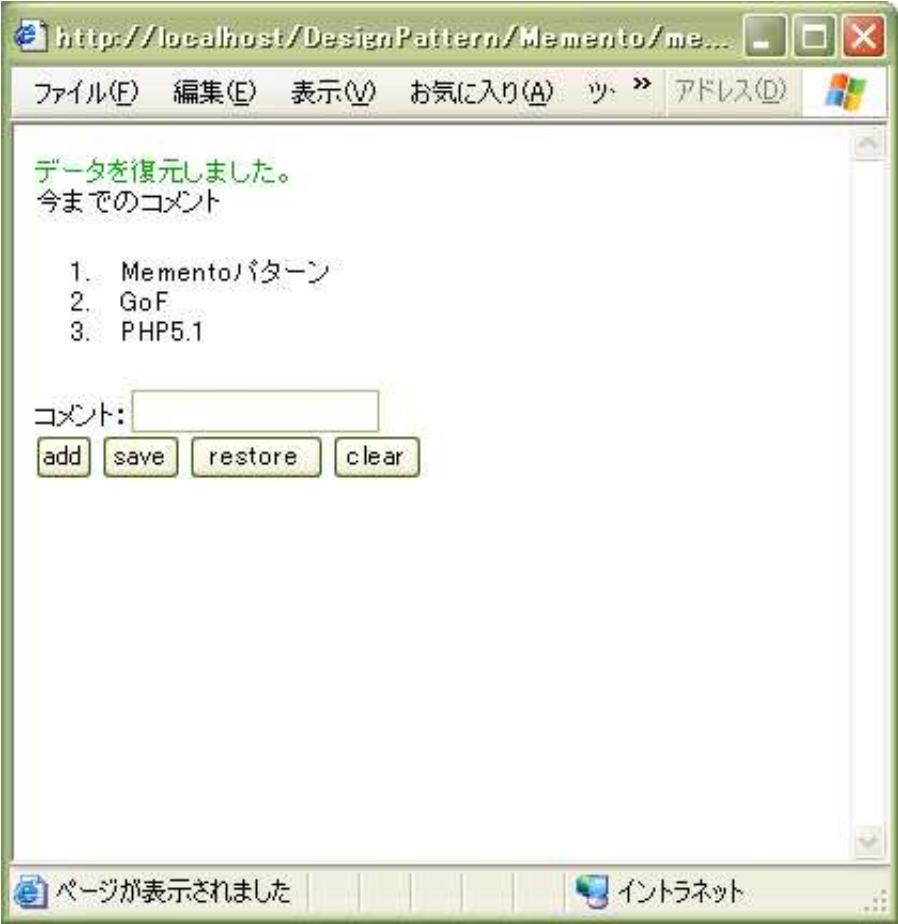 http://localhost/DesignPattern/Memento/me...
ファイル(F) 編集(E) 表示(V) お気に入り(A) ツ » アドレス(D)
データを復元しました。
今までのコメント
1. Mementoパターン
2. GoF
3. PHP5.1
コメント:
add save restore clear
ページが表示されました イントラネット